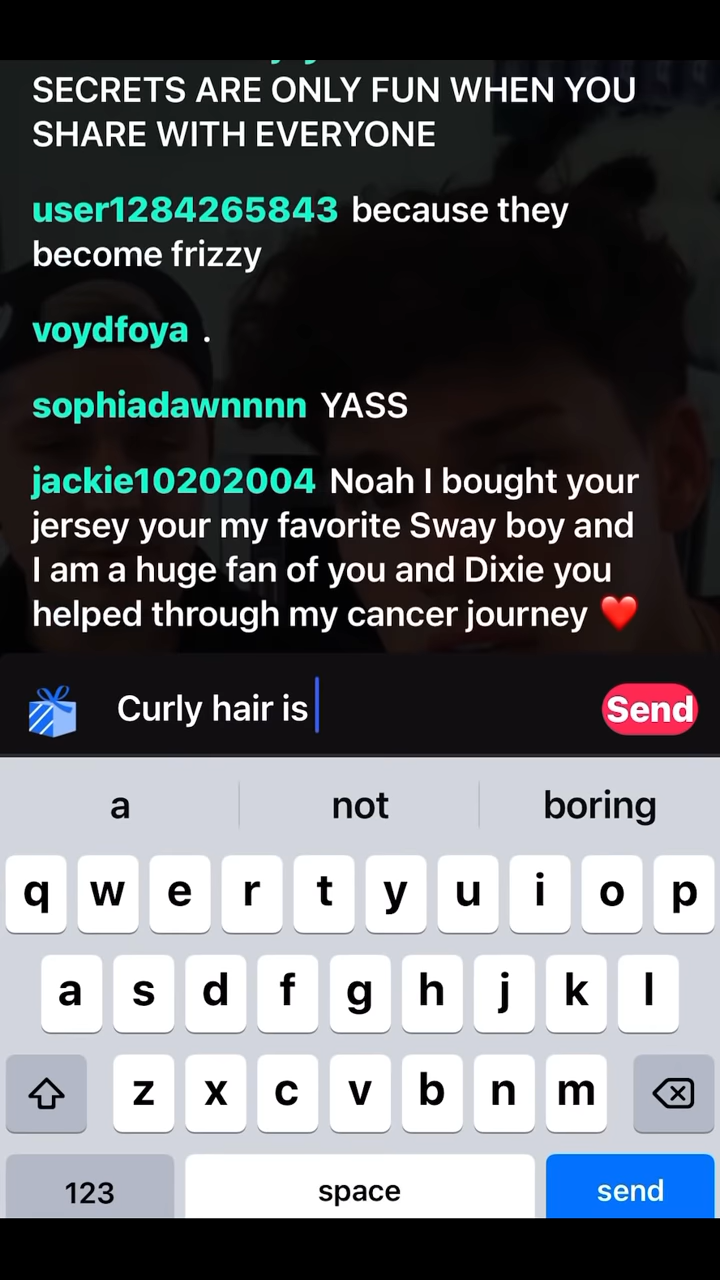 SECRETS ARE ONLY FUN WHEN YOU
SHARE WITH EVERYONE
user1284265843 because they
become frizzy
voydfoya .
sophiadawnnnn YASS
jackie10202004 Noah I bought your
jersey your my favorite Sway boy and
I am a huge fan of you and Dixie you
helped through my cancer journey ❤️
Curly hair is Send
a not boring
q w e r t y u i o p
a s d f g h j k l
z x c v b n m
123 space send